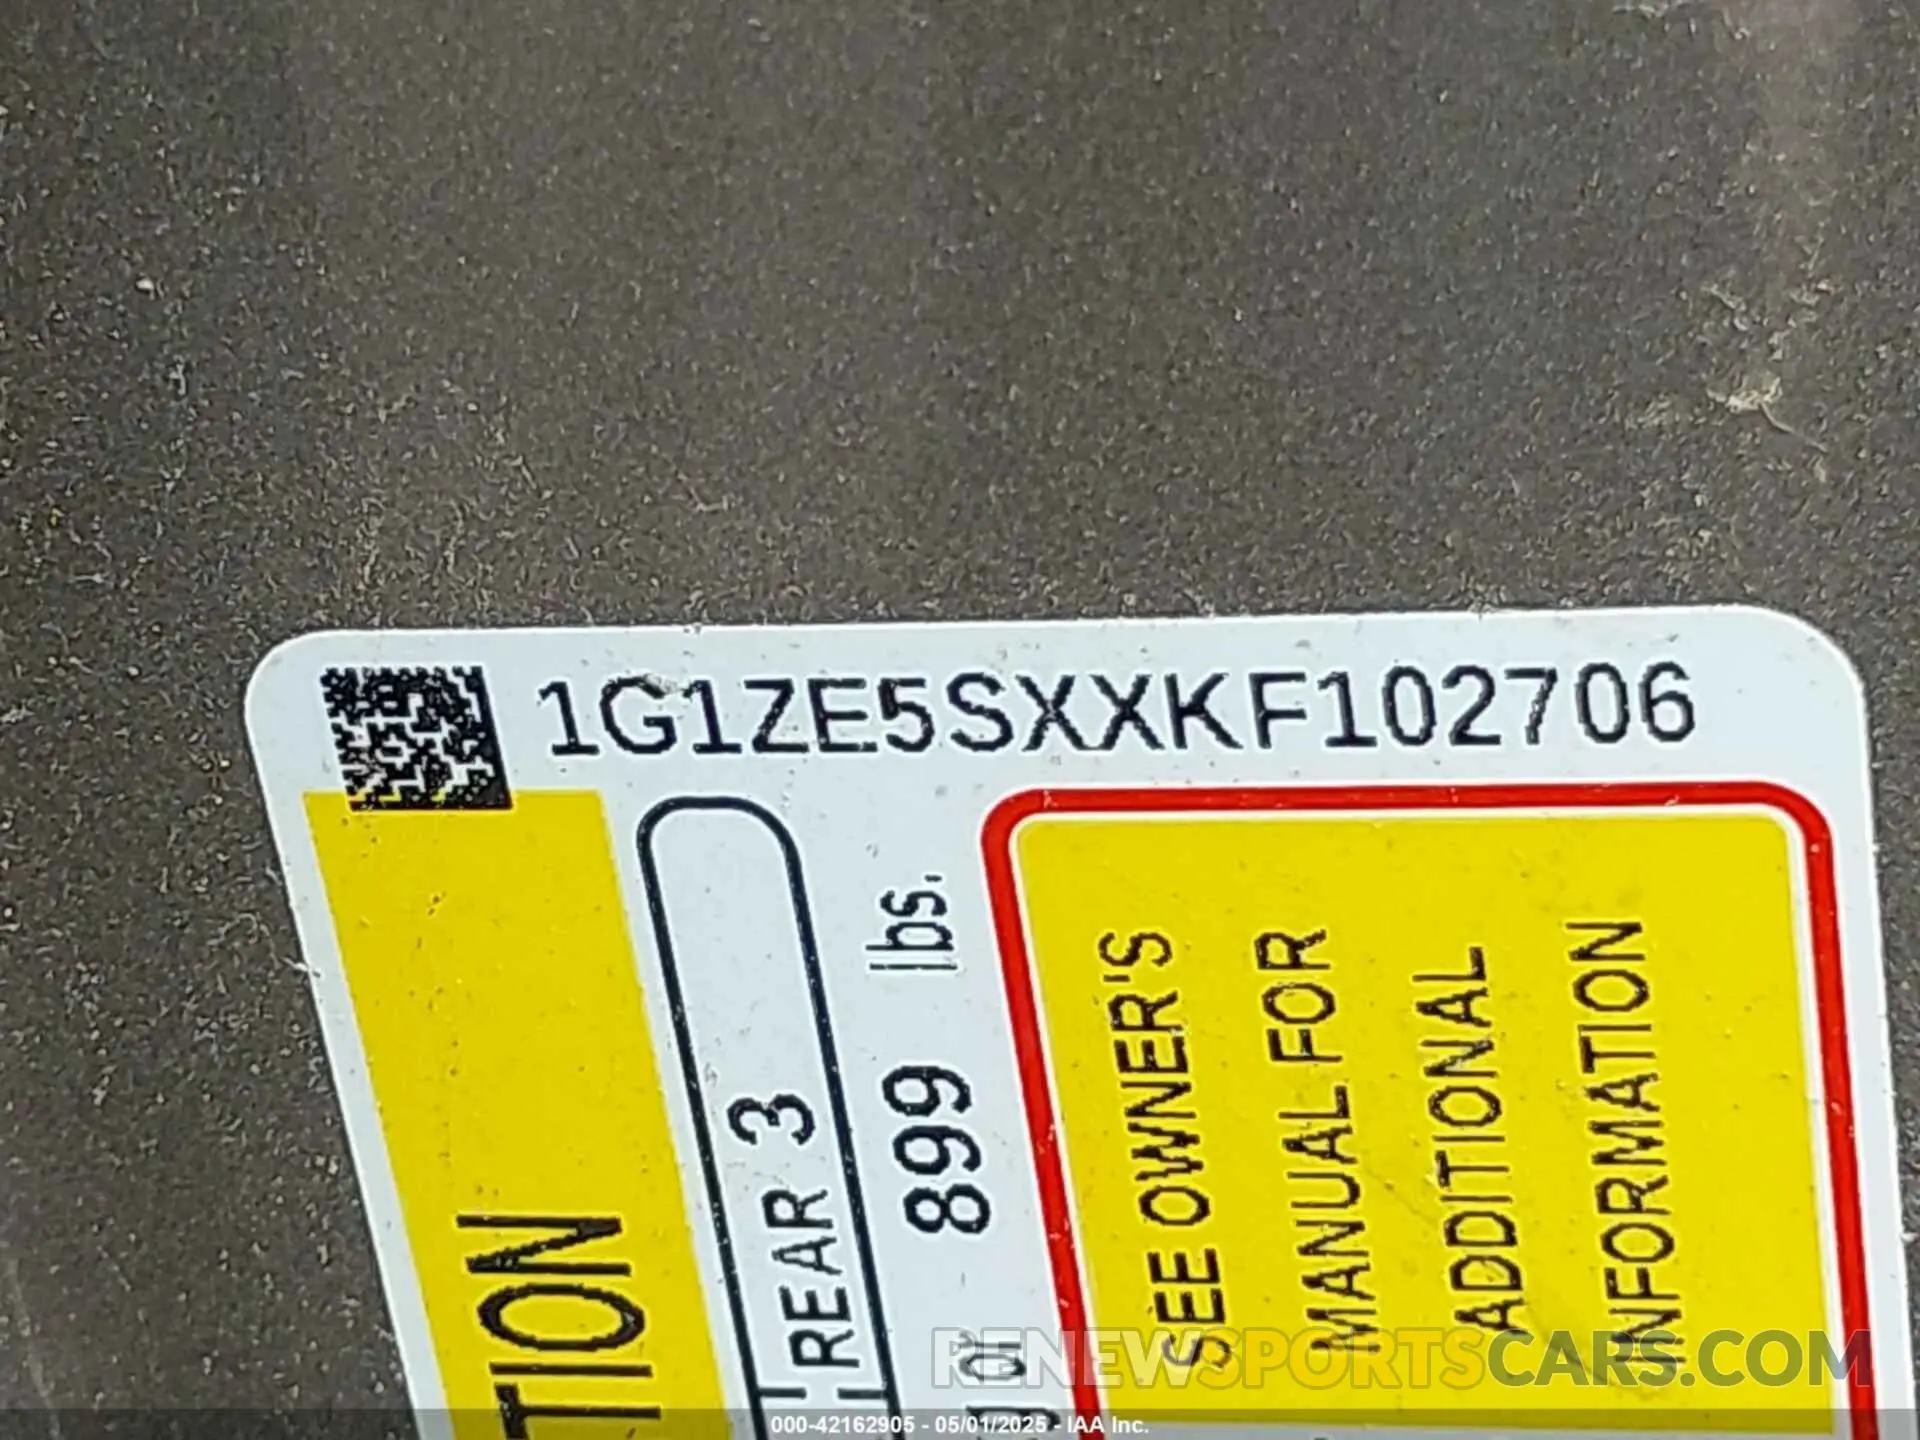 1G1ZE5SXXKF102706
TION
REAR 3
899 lbs.
SEE OWNER'S
MANUAL FOR
ADDITIONAL
INFORMATION
RENEWSPORTSCARS.COM
000-42162905 - 05/01/2025 - IAA Inc.